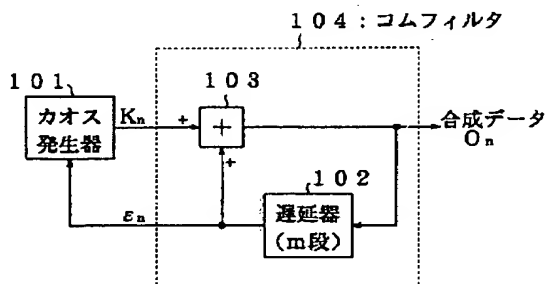 104:コムフィルタ
101
103
カオス
発生器
Kn
+
+
+
合成データ
On
102
遅延器
(m段)
εn